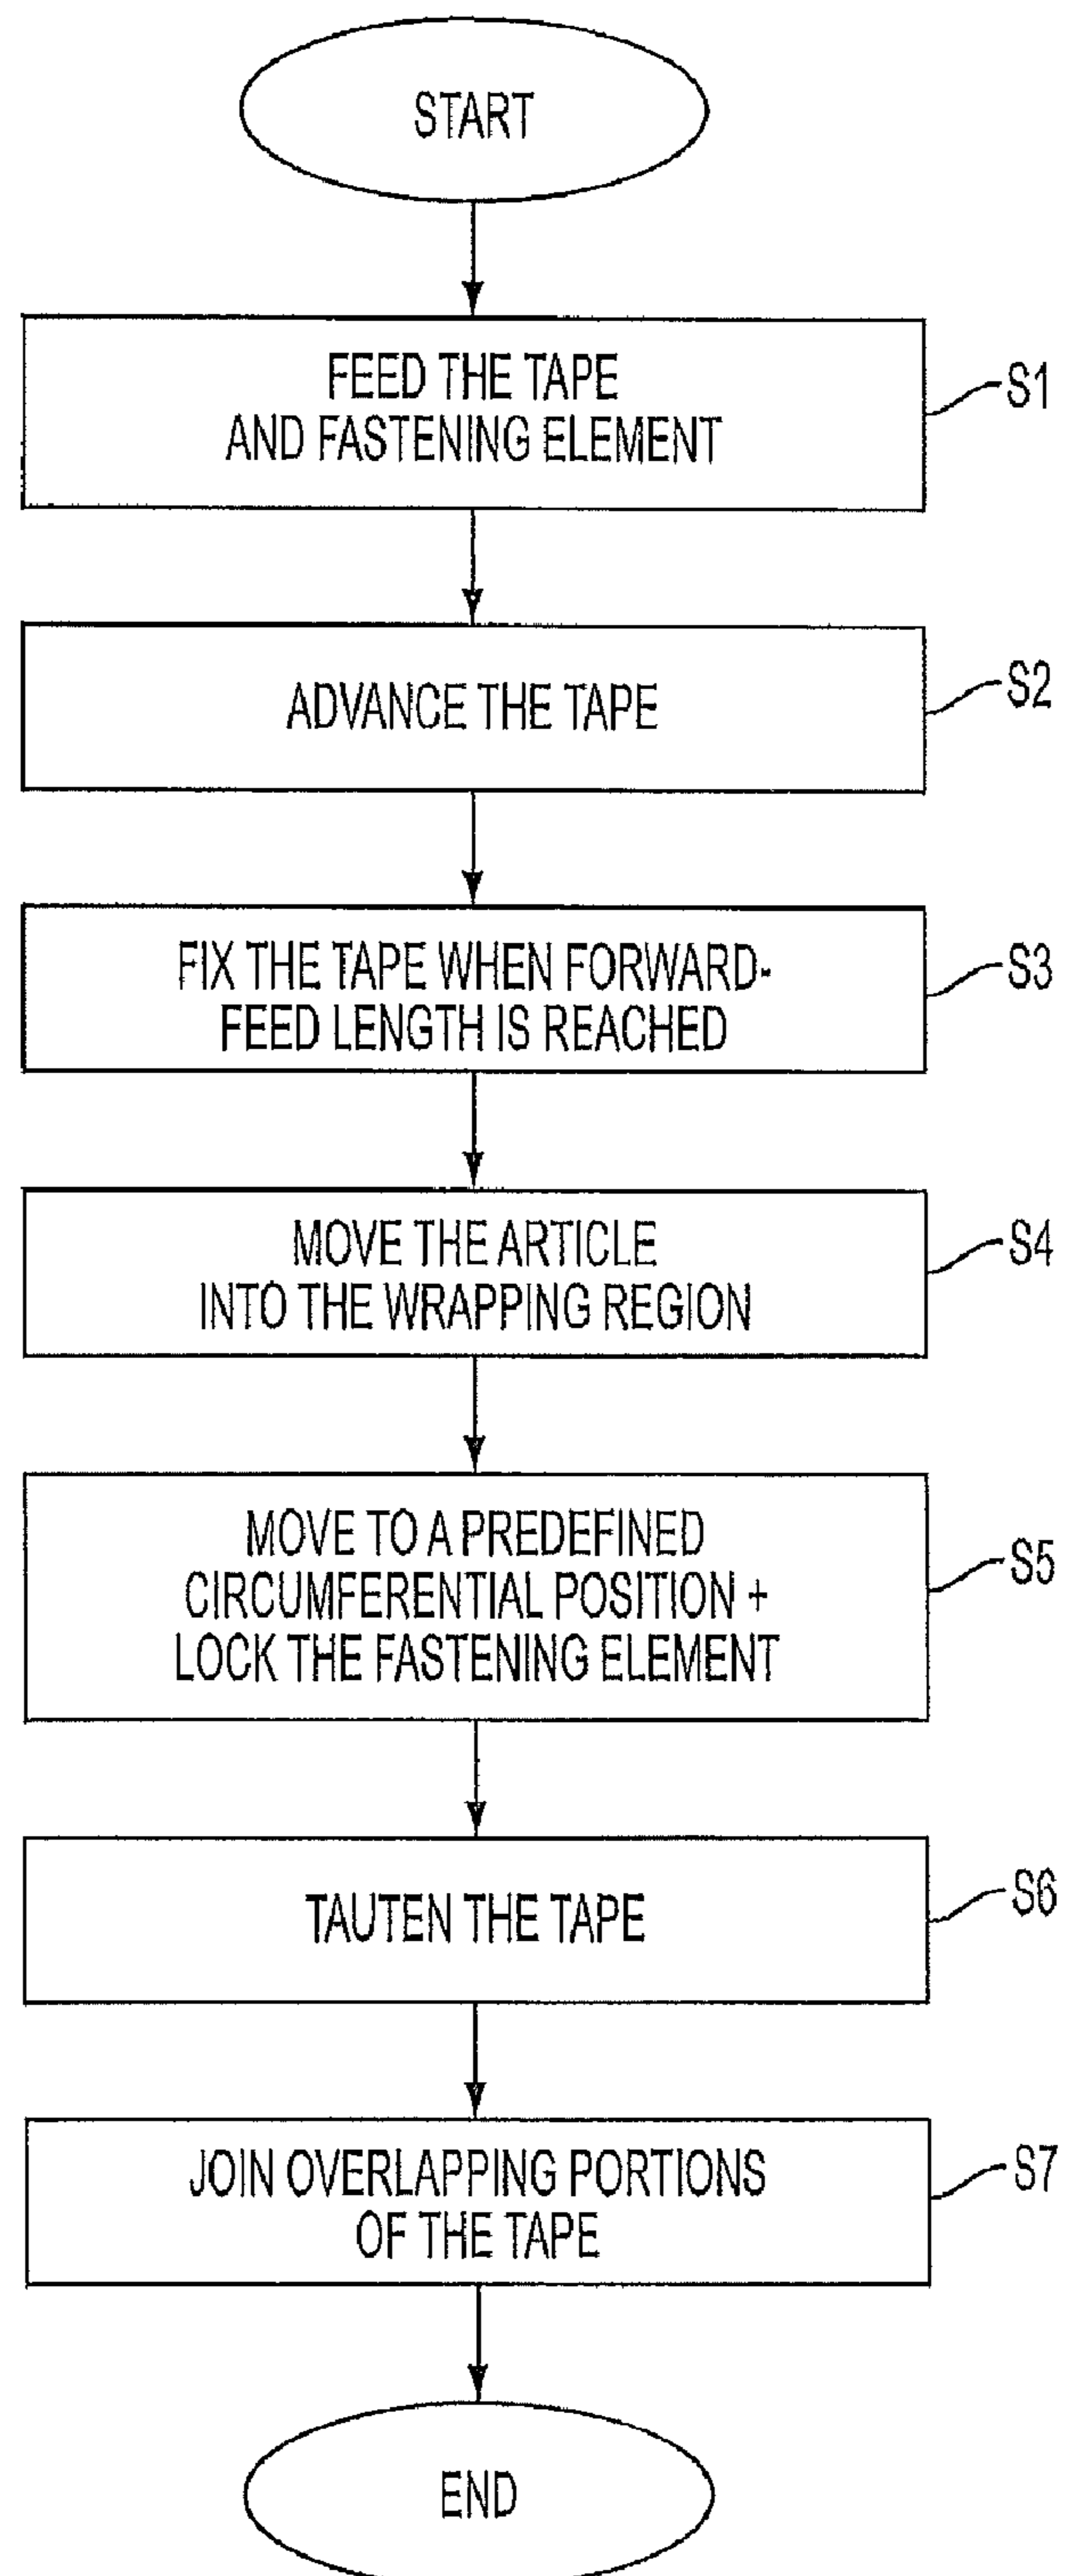 START
FEED THE TAPE
AND FASTENING ELEMENT
S1
ADVANCE THE TAPE
S2
FIX THE TAPE WHEN FORWARD-
FEED LENGTH IS REACHED
S3
MOVE THE ARTICLE
INTO THE WRAPPING REGION
S4
MOVE TO A PREDEFINED
CIRCUMFERENTIAL POSITION +
LOCK THE FASTENING ELEMENT
S5
TAUTEN THE TAPE
S6
JOIN OVERLAPPING PORTIONS
OF THE TAPE
S7
END